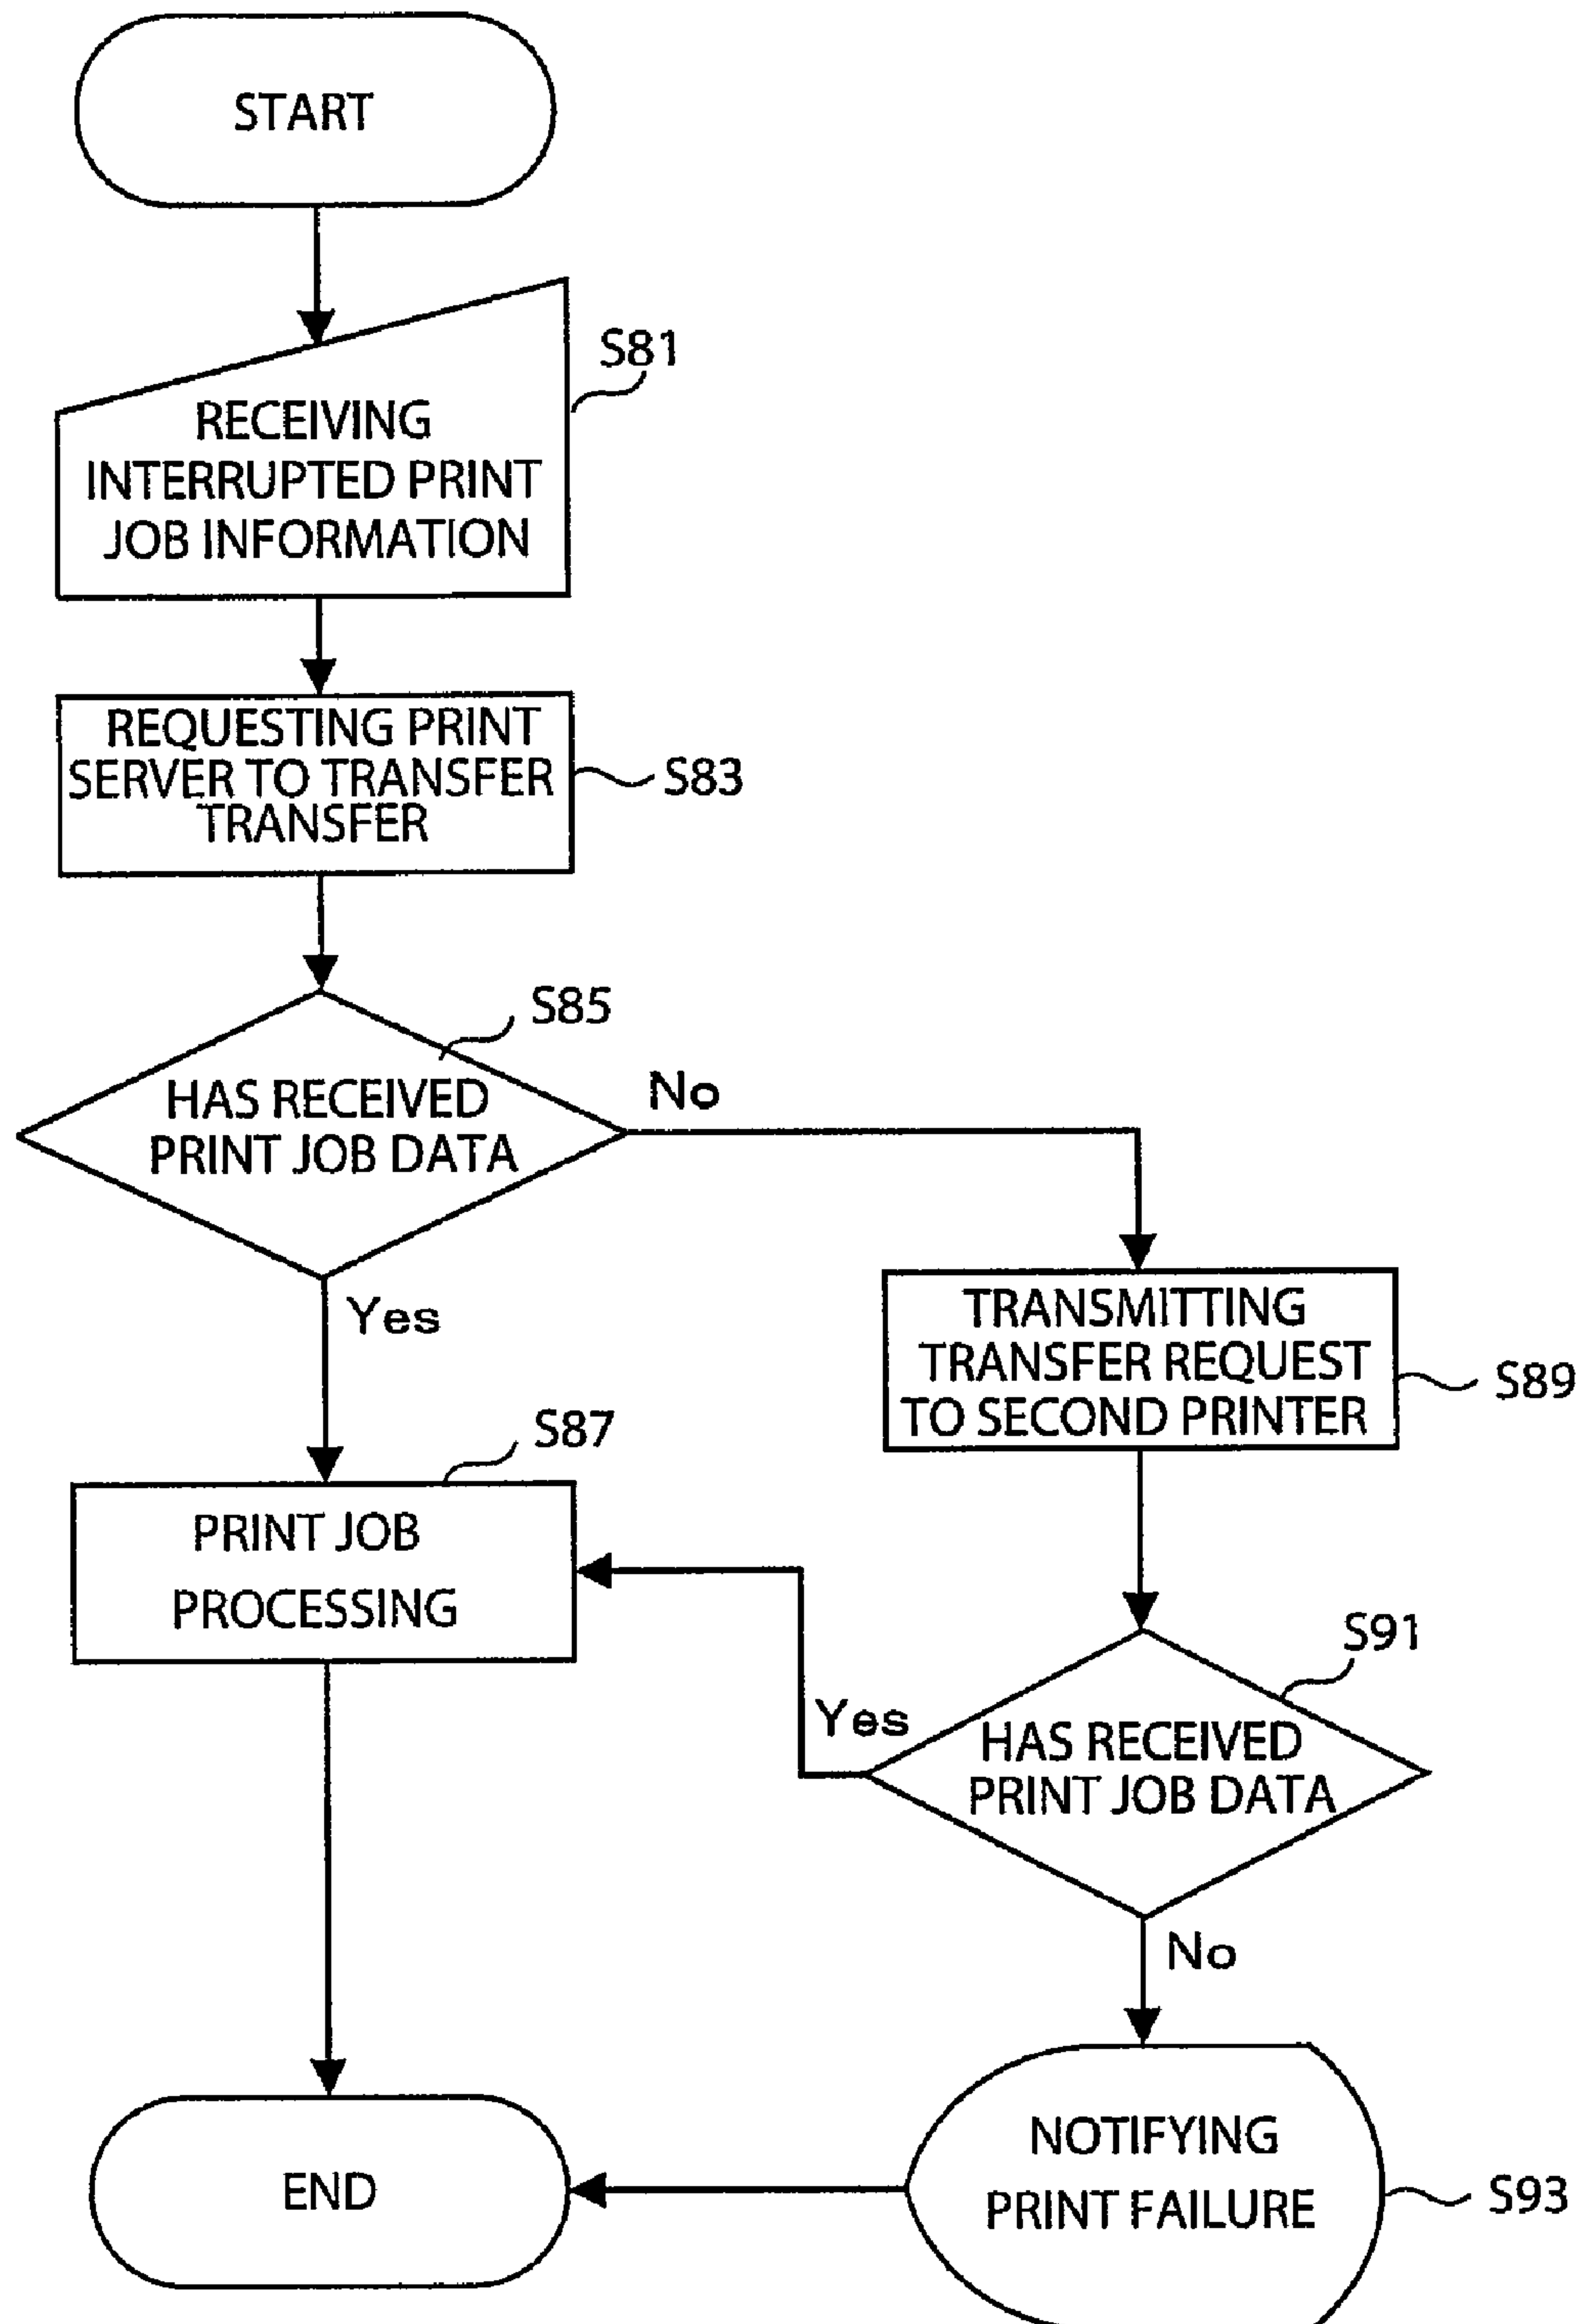 START
S81
RECEIVING
INTERRUPTED PRINT
JOB INFORMATION
REQUESTING PRINT
SERVER TO TRANSFER
TRANSFER
S83
S85
HAS RECEIVED
PRINT JOB DATA
No
Yes
TRANSMITTING
TRANSFER REQUEST
TO SECOND PRINTER
S89
S87
PRINT JOB
PROCESSING
S91
Yes
HAS RECEIVED
PRINT JOB DATA
No
NOTIFYING
PRINT FAILURE
S93
END